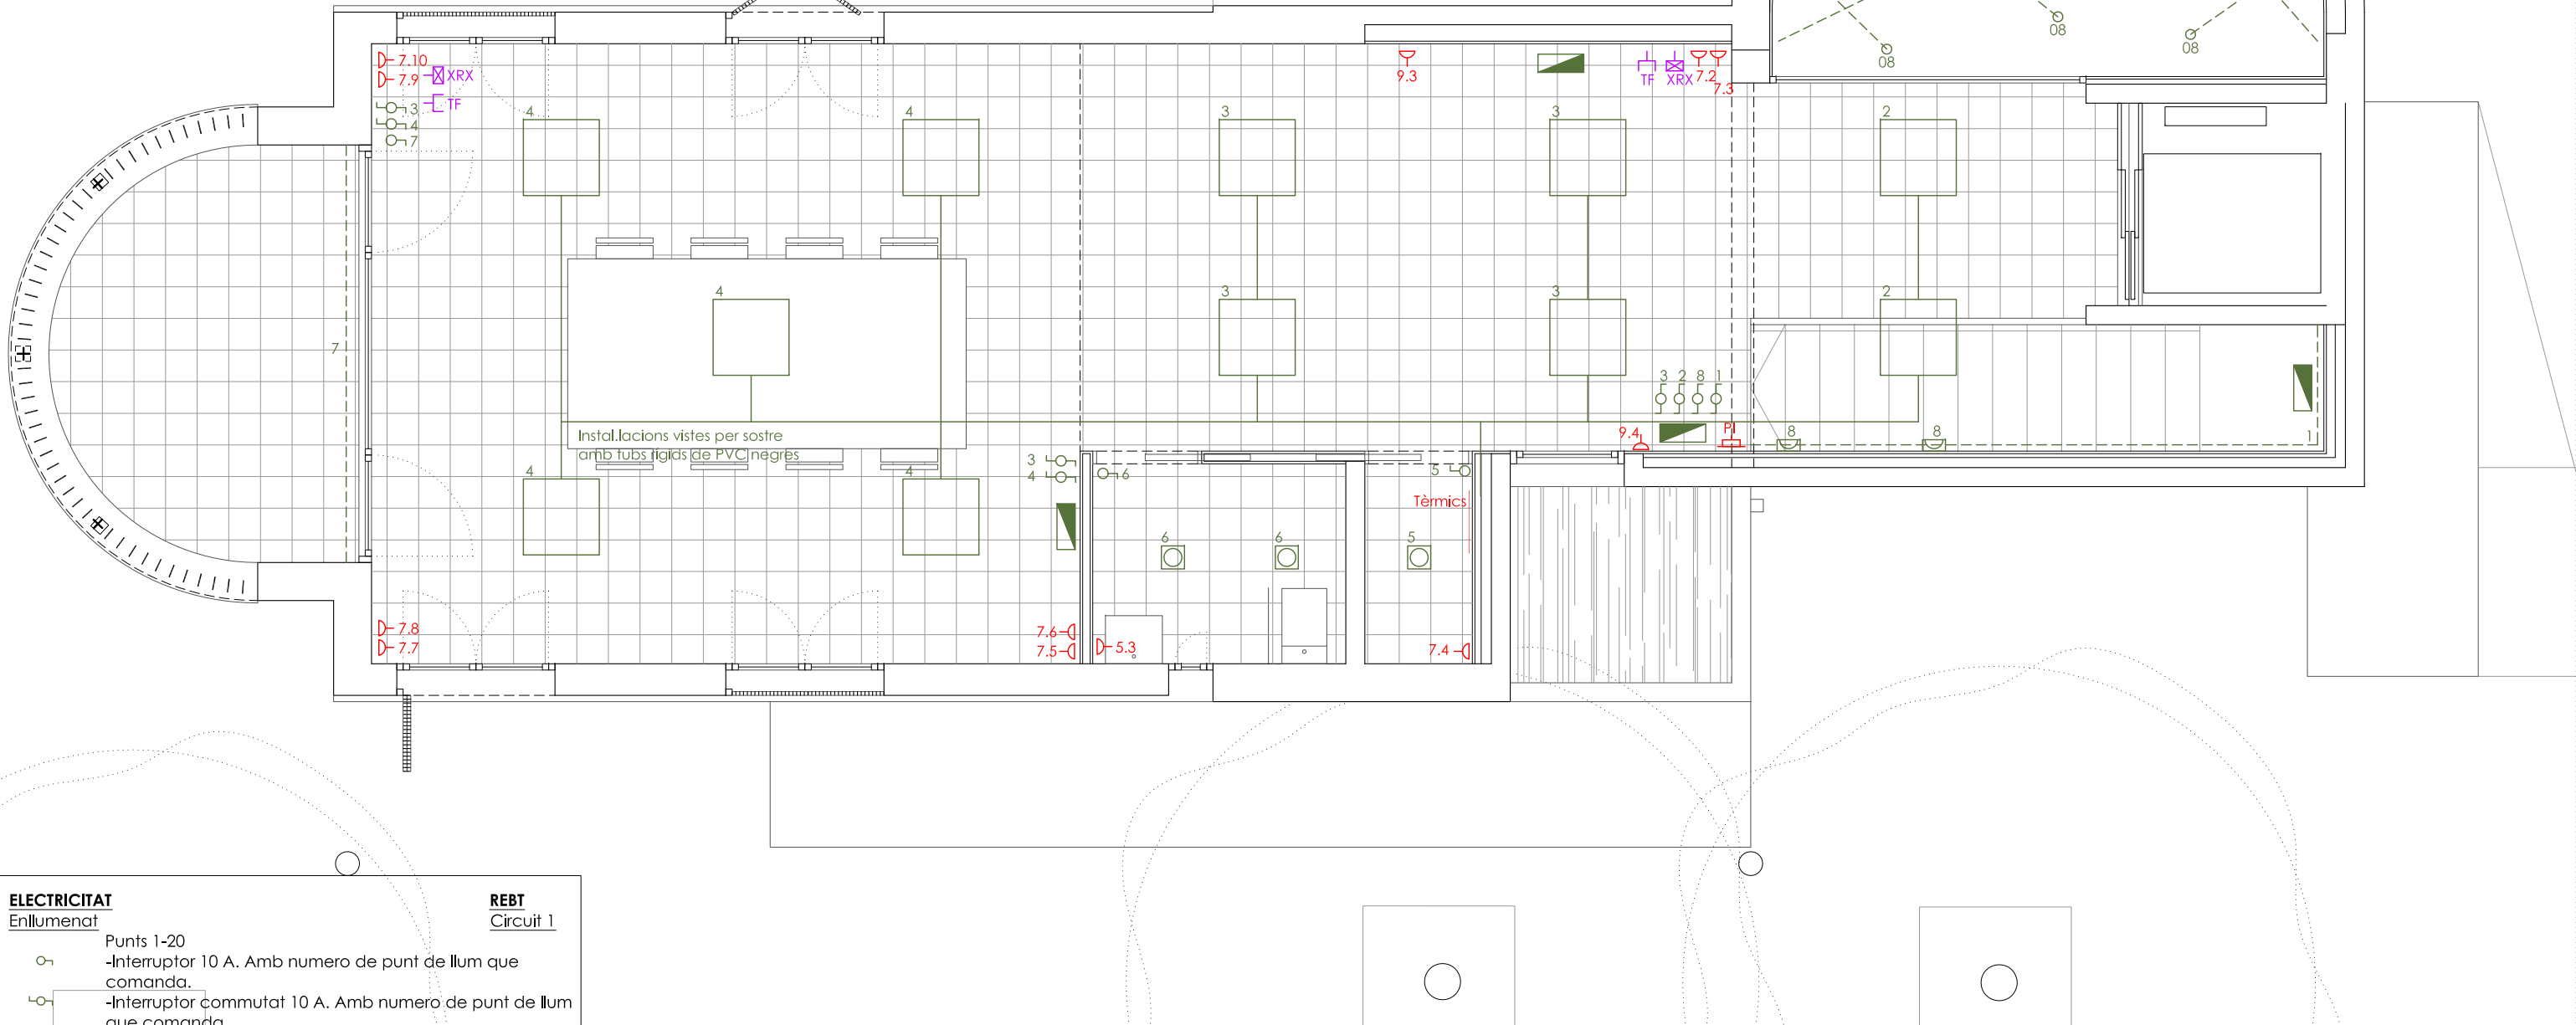 08
08
08
7.10
7.9
XRX
TF
3
4
7
9.3
TF
XRX
7.2
7.3
4
4
3
3
2
4
3
3
2
7
3
2
8
1
9.4
PI
8
8
1
Instal.lacions vistes per sostre
amb tubs rigids de PVC negres
4
4
3
4
6
5
Tèrmics
6
6
5
7.8
7.7
7.6
7.5
5.3
7.4
ELECTRICITAT
REBT
Enllumenat
Circuit 1
Punts 1-20
-Interruptor 10 A. Amb numero de punt de llum que
comanda.
-Interruptor commutat 10 A. Amb numero de punt de llum
que comanda